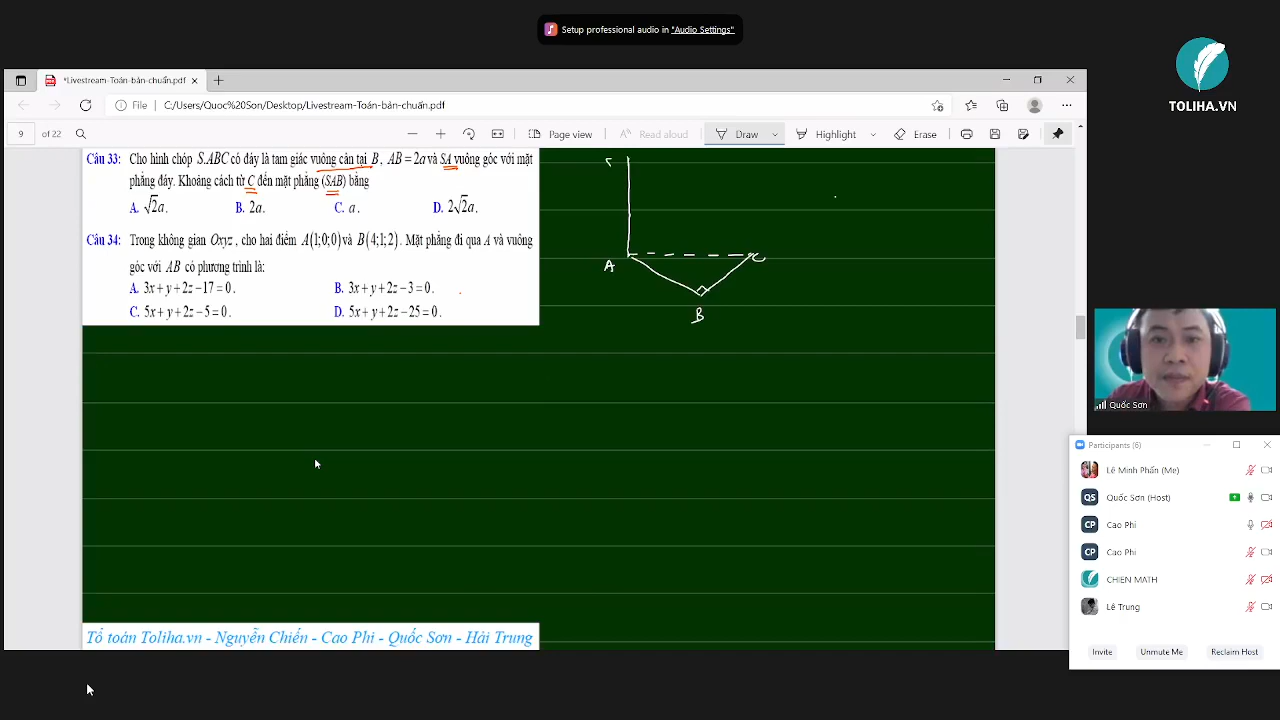 Setup professional audio in "Audio Settings"
TOLIHA.VN
*Livestream-Toán-bản-chuẩn.pdf
File C:/Users/Quoc%20Son/Desktop/Livestream-Toán-bản-chuẩn.pdf
9 of 22 Page view Read aloud Draw Highlight Erase
Câu 33: Cho hình chóp S.ABC có đáy là tam giác vuông cân tại B, AB = 2a và SA vuông góc với mặt
phẳng đáy. Khoảng cách từ C đến mặt phẳng (SAB) bằng
A. √2a. B. 2a. C. a. D. 2√2a.
Câu 34: Trong không gian Oxyz, cho hai điểm A(1;0;0) và B(4;1;2). Mặt phẳng đi qua A và vuông
góc với AB có phương trình là:
A. 3x+y+2z-17=0. B. 3x+y+2z-3=0.
C. 5x+y+2z-5=0. D. 5x+y+2z-25=0.
A
C
B
Tổ toán Toliha.vn - Nguyễn Chiến - Cao Phi - Quốc Sơn - Hải Trung
Quốc Sơn
Participants (6)
Lê Minh Phấn (Me)
QS Quốc Sơn (Host)
CP Cao Phi
CP Cao Phi
CHIEN MATH
Lê Trung
Invite Unmute Me Reclaim Host